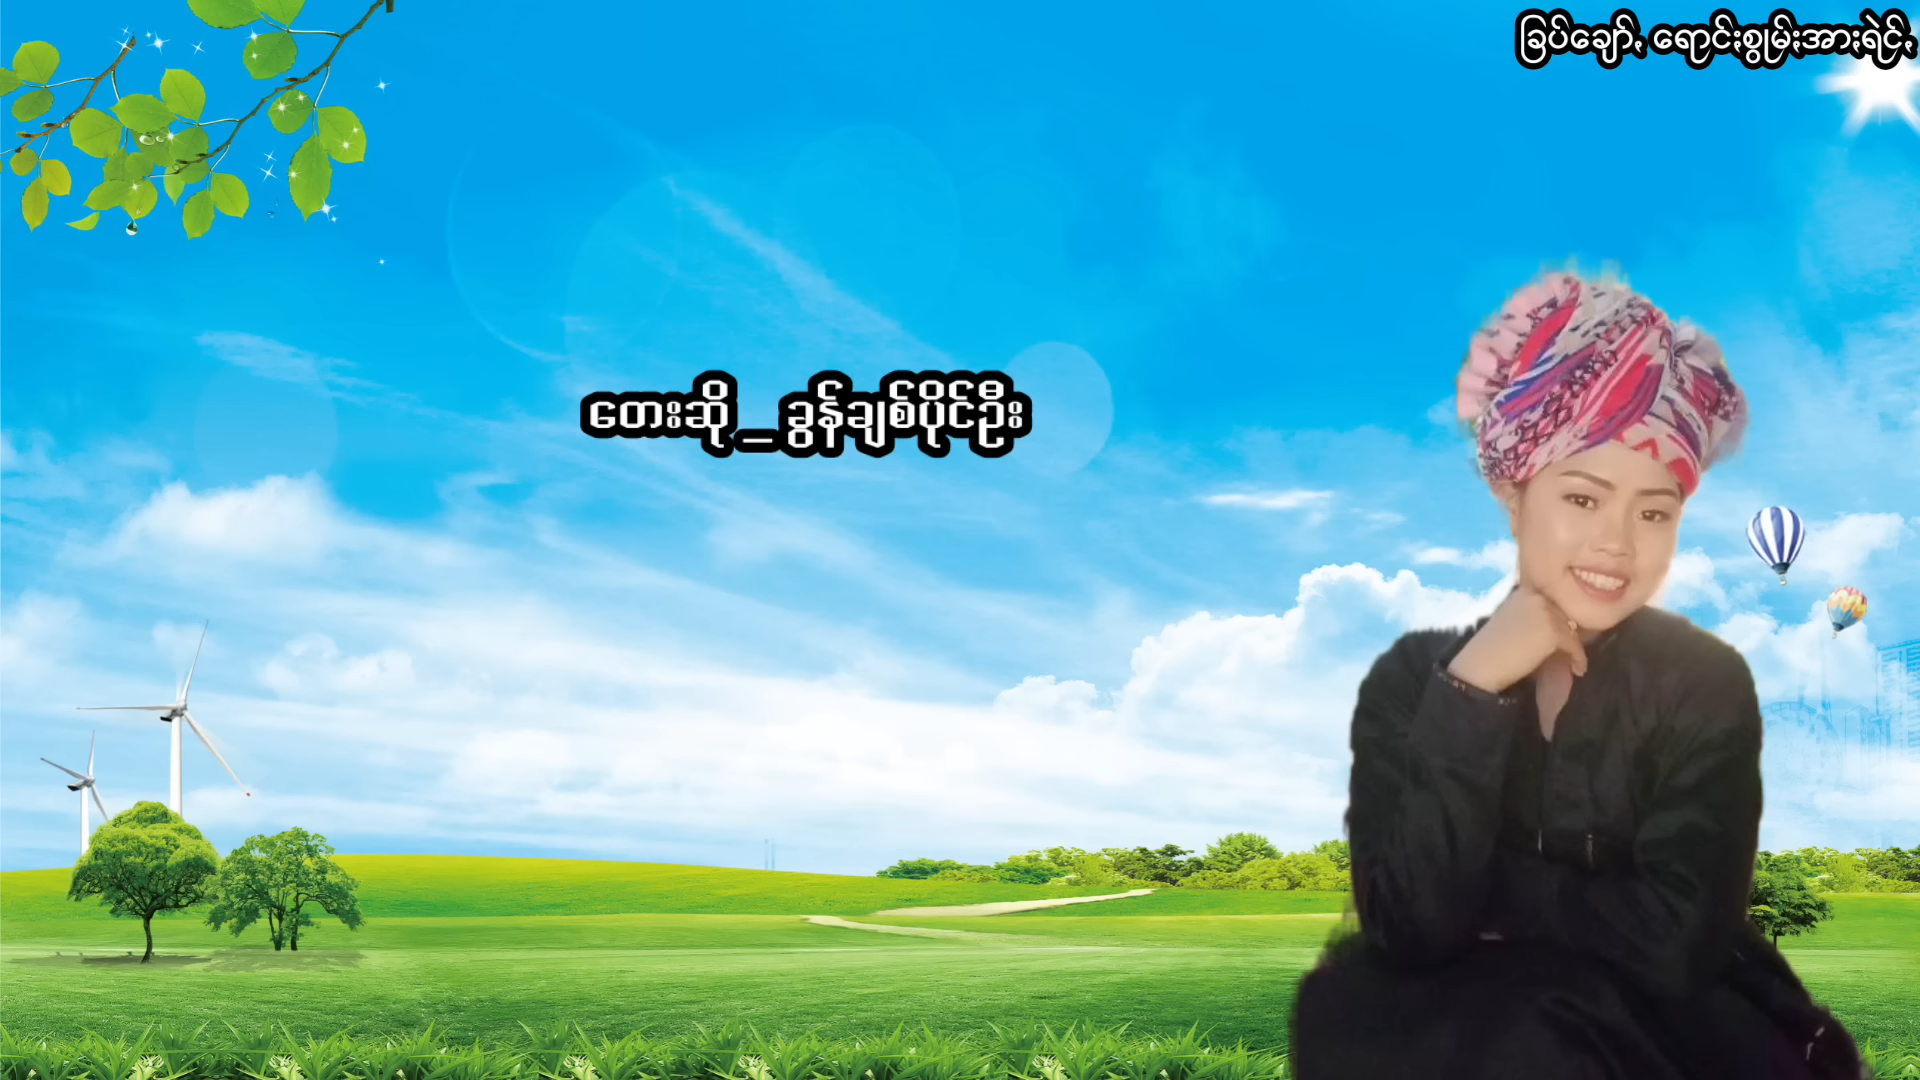 ခြပ်ချော်ႏ ရောင်ႏစွုမ်ႏအာႏရဲင်ႏ
တေးဆို _ ခွန်ချစ်ပိုင်ဦး